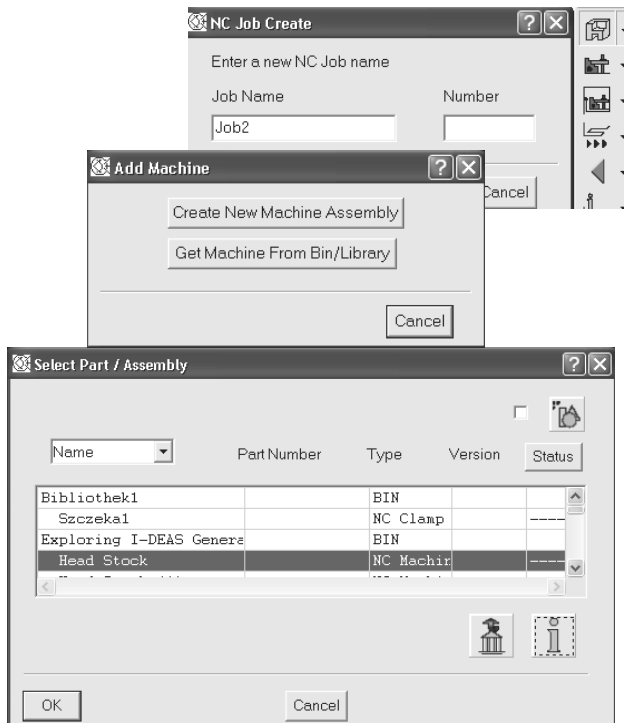 NC Job Create
Enter a new NC Job name
Job Name Number
Job2
Cancel
Add Machine
Create New Machine Assembly
Get Machine From Bin/Library
Cancel
Select Part / Assembly
Name Part Number Type Version Status
Bibliothek1 BIN
Szczeka1 NC Clamp ----
Exploring I-DEAS Genera BIN
Head Stock NC Machin ----
OK Cancel